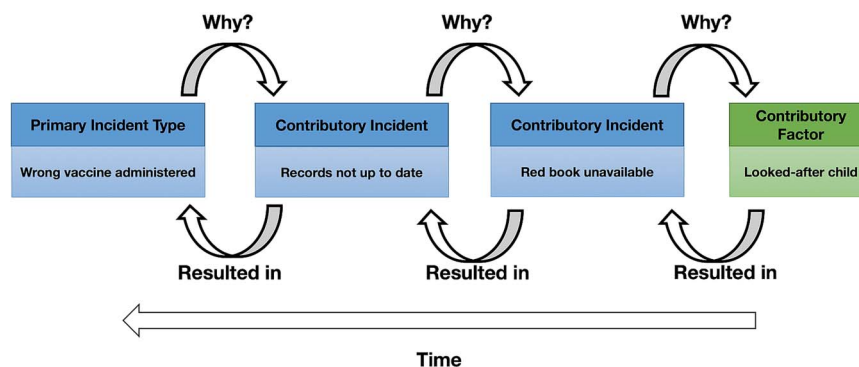 Why? Why? Why?
Primary Incident Type
Wrong vaccine administered
Contributory Incident
Records not up to date
Contributory Incident
Red book unavailable
Contributory
Factor
Looked-after child
Resulted in Resulted in Resulted in
Time